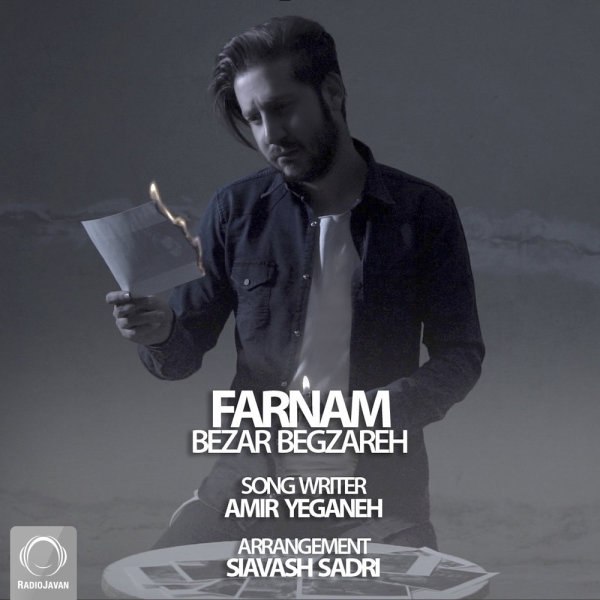 FARNAM
BEZAR BEGZAREH
SONG WRITER
AMIR YEGANEH
ARRANGEMENT
SIAVASH SADRI
RADIOJAVAN